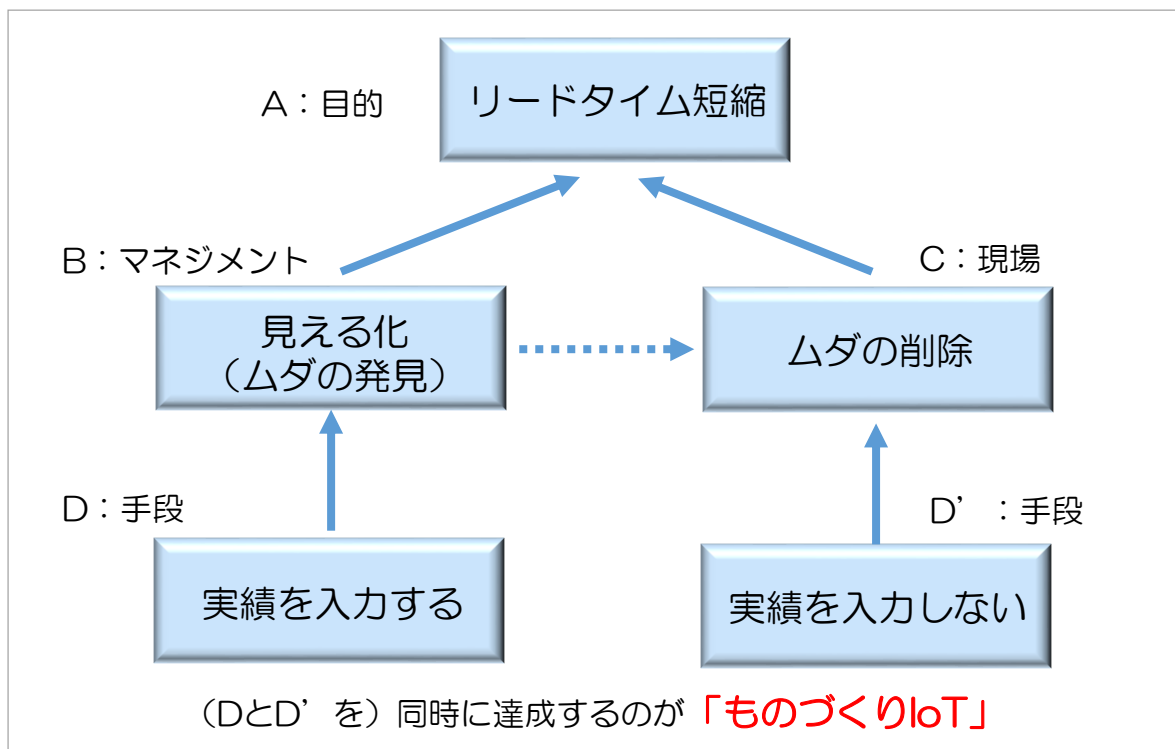 A：目的
リードタイム短縮
B：マネジメント
C：現場
見える化
（ムダの発見）
ムダの削除
D：手段
D’：手段
実績を入力する
実績を入力しない
（DとD’を）同時に達成するのが「ものづくりIoT」